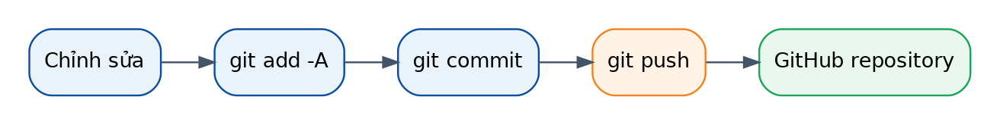 Chỉnh sửa
git add -A
git commit
git push
GitHub repository